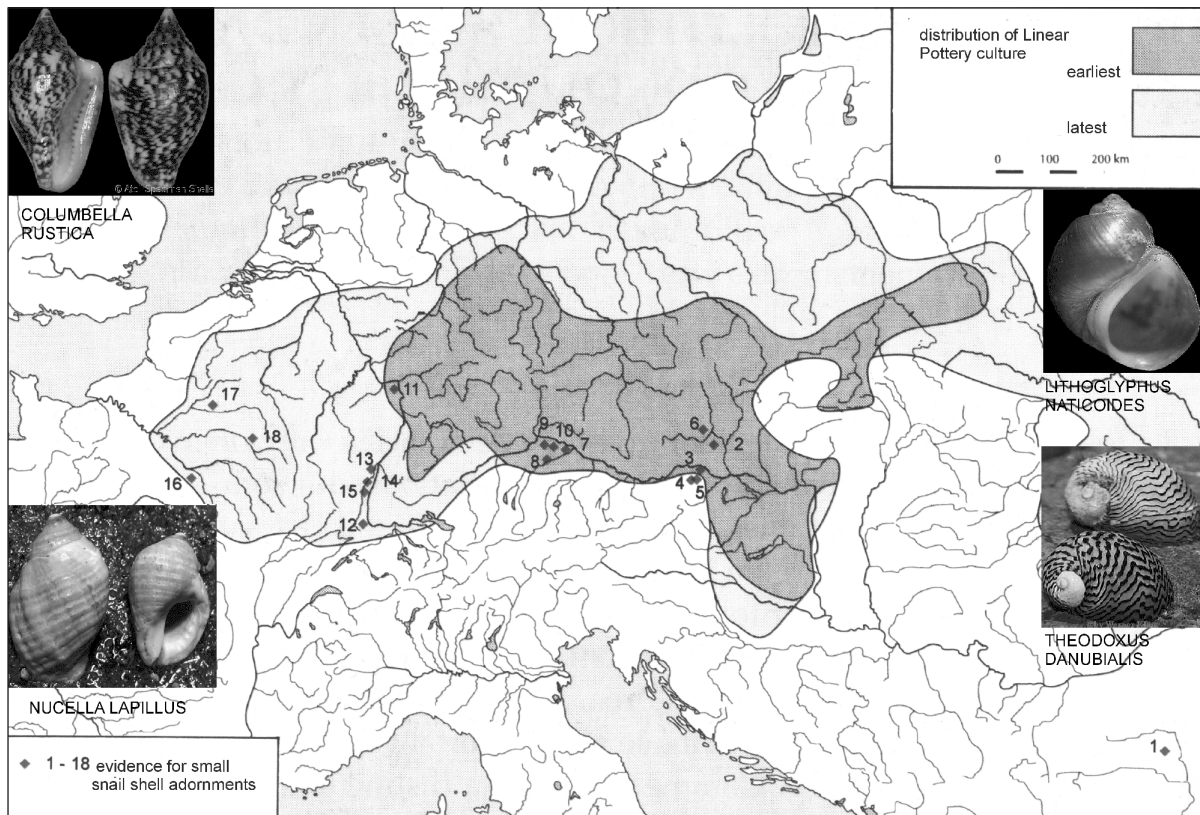 distribution of Linear
Pottery culture
earliest
latest
0 100 200 km
COLUMBELLA
RUSTICA
LITHOGLYPHUS
NATICOIDES
THEODOXUS
DANUBIALIS
NUCELLA LAPILLUS
17
18
16
11
13
14
15
12
9
10
7
8
6
2
3
4
5
1
1 - 18 evidence for small
snail shell adornments